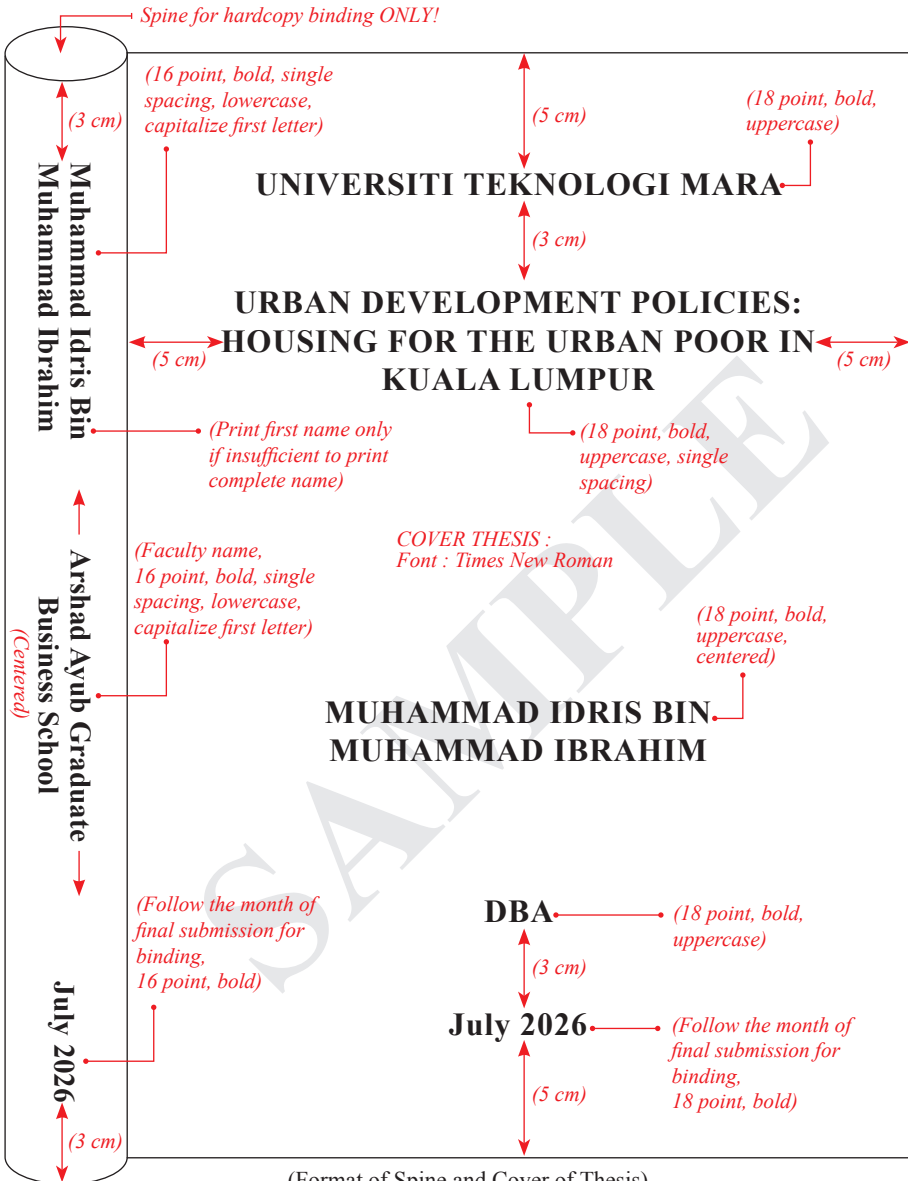 Spine for hardcopy binding ONLY!
(16 point, bold, single
spacing, lowercase,
capitalize first letter)
(3 cm)
Muhammad Idris Bin
Muhammad Ibrahim
(Print first name only
if insufficient to print
complete name)
Arshad Ayub Graduate
Business School
(Centered)
(Faculty name,
16 point, bold, single
spacing, lowercase,
capitalize first letter)
(Follow the month of
final submission for
binding,
16 point, bold)
July 2026
(3 cm)
(5 cm)
(18 point, bold,
uppercase)
UNIVERSITI TEKNOLOGI MARA
(3 cm)
URBAN DEVELOPMENT POLICIES:
HOUSING FOR THE URBAN POOR IN
KUALA LUMPUR
(5 cm)
(5 cm)
(18 point, bold,
uppercase, single
spacing)
COVER THESIS :
Font : Times New Roman
SAMPLE
(18 point, bold,
uppercase,
centered)
MUHAMMAD IDRIS BIN
MUHAMMAD IBRAHIM
DBA
(18 point, bold,
uppercase)
(3 cm)
July 2026
(Follow the month of
final submission for
binding,
18 point, bold)
(5 cm)
(Format of Spine and Cover of Thesis)